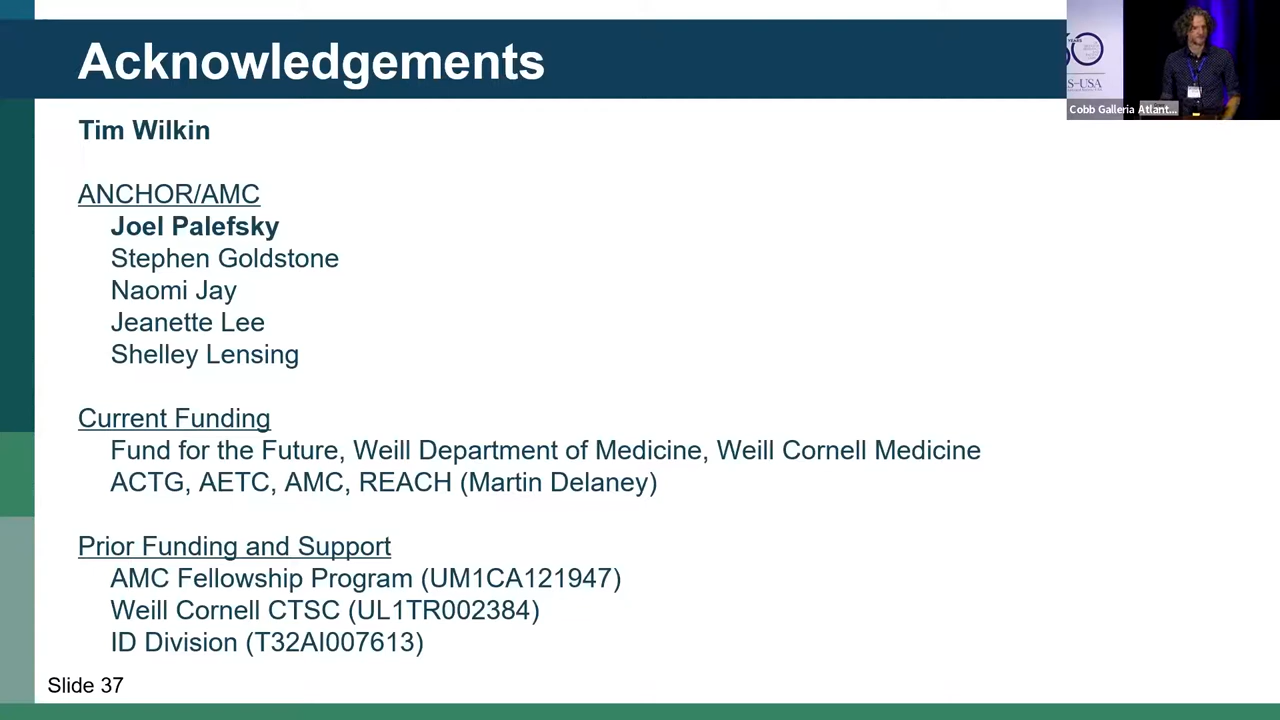 Acknowledgements
Tim Wilkin
ANCHOR/AMC
Joel Palefsky
Stephen Goldstone
Naomi Jay
Jeanette Lee
Shelley Lensing
Current Funding
Fund for the Future, Weill Department of Medicine, Weill Cornell Medicine
ACTG, AETC, AMC, REACH (Martin Delaney)
Prior Funding and Support
AMC Fellowship Program (UM1CA121947)
Weill Cornell CTSC (UL1TR002384)
ID Division (T32AI007613)
Slide 37
S–USA
Cobb Galleria Atlant...